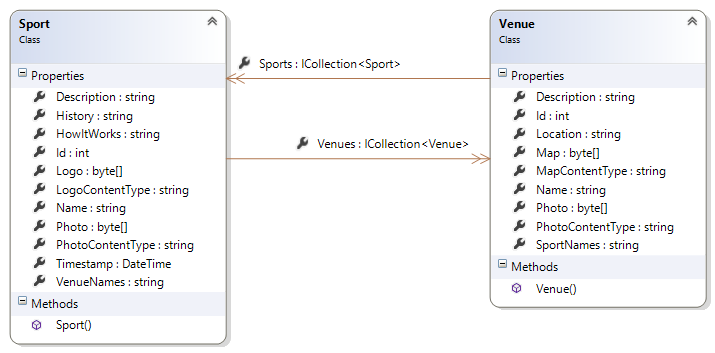 Sport
Class
Properties
Description : string
History : string
HowItWorks : string
Id : int
Logo : byte[]
LogoContentType : string
Name : string
Photo : byte[]
PhotoContentType : string
Timestamp : DateTime
VenueNames : string
Methods
Sport()
Sports : ICollection<Sport>
Venues : ICollection<Venue>
Venue
Class
Properties
Description : string
Id : int
Location : string
Map : byte[]
MapContentType : string
Name : string
Photo : byte[]
PhotoContentType : string
SportNames : string
Methods
Venue()